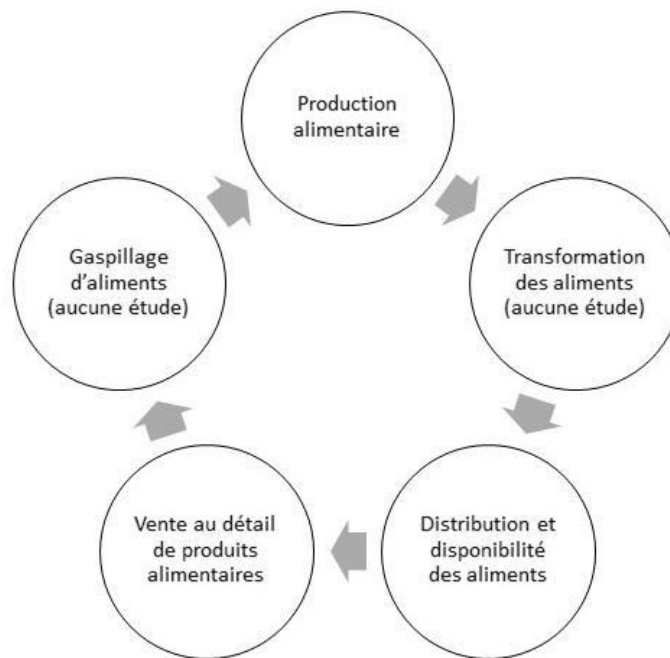 Production
alimentaire
Transformation
des aliments
(aucune étude)
Distribution et
disponibilité
des aliments
Vente au détail
de produits
alimentaires
Gaspillage
d’aliments
(aucune étude)